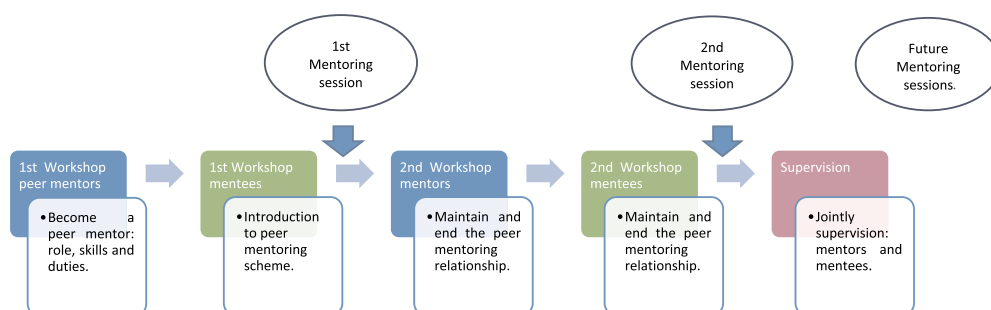 1st
Mentoring
session
2nd
Mentoring
session
Future
Mentoring
sessions.
1st Workshop
peer mentors
•Become a
peer mentor:
role, skills and
duties.
1st Workshop
mentees
•Introduction
to peer
mentoring
scheme.
2nd Workshop
mentors
•Maintain and
end the peer
mentoring
relationship.
2nd Workshop
mentees
•Maintain and
end the peer
mentoring
relationship.
Supervision
•Jointly
supervision:
mentors and
mentees.